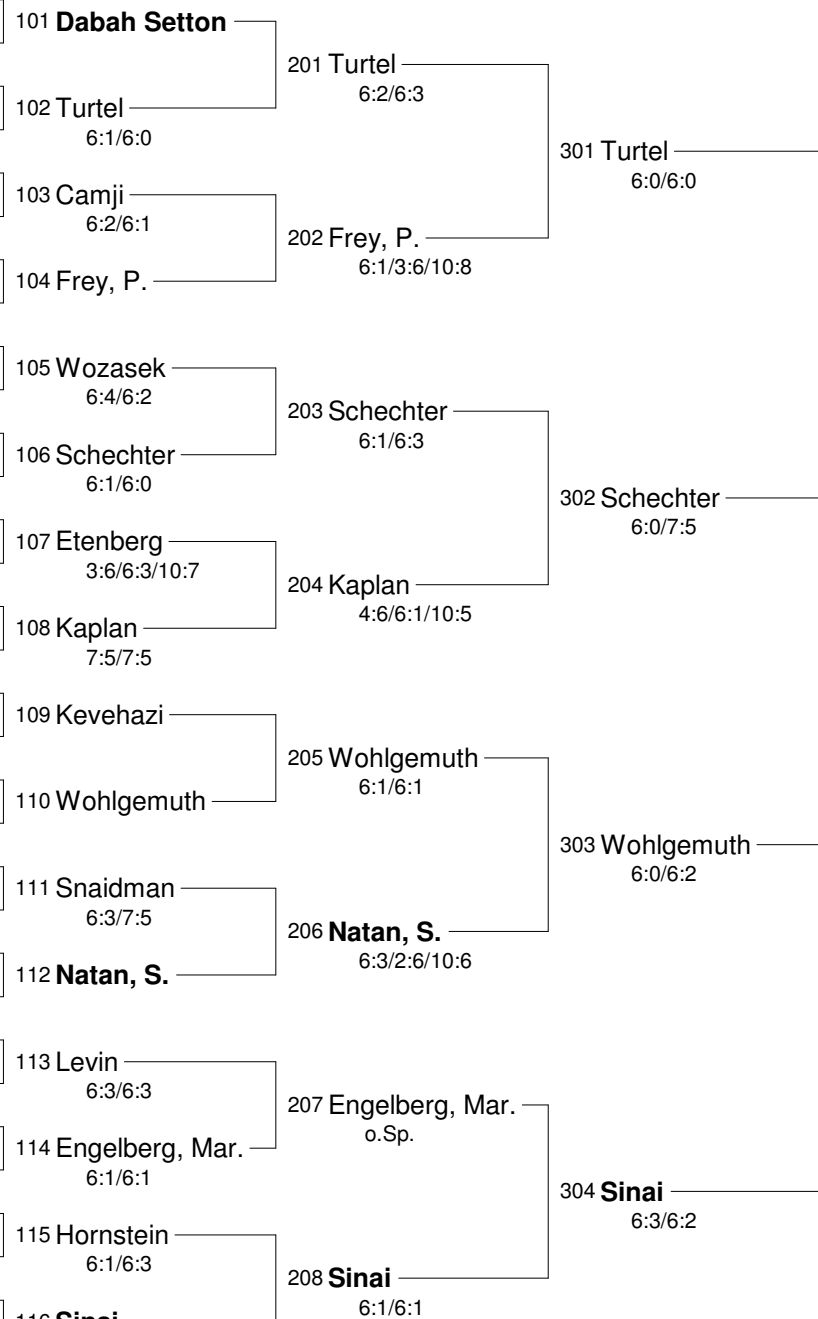 101 Dabah Setton
102 Turtel
6:1/6:0
103 Camji
6:2/6:1
104 Frey, P.
105 Wozasek
6:4/6:2
106 Schechter
6:1/6:0
107 Etenberg
3:6/6:3/10:7
108 Kaplan
7:5/7:5
109 Kevehazi
110 Wohlgemuth
111 Snaidman
6:3/7:5
112 Natan, S.
113 Levin
6:3/6:3
114 Engelberg, Mar.
6:1/6:1
115 Hornstein
6:1/6:3
116 Sinai
201 Turtel
6:2/6:3
202 Frey, P.
6:1/3:6/10:8
203 Schechter
6:1/6:3
204 Kaplan
4:6/6:1/10:5
205 Wohlgemuth
6:1/6:1
206 Natan, S.
6:3/2:6/10:6
207 Engelberg, Mar.
o.Sp.
208 Sinai
6:1/6:1
301 Turtel
6:0/6:0
302 Schechter
6:0/7:5
303 Wohlgemuth
6:0/6:2
304 Sinai
6:3/6:2